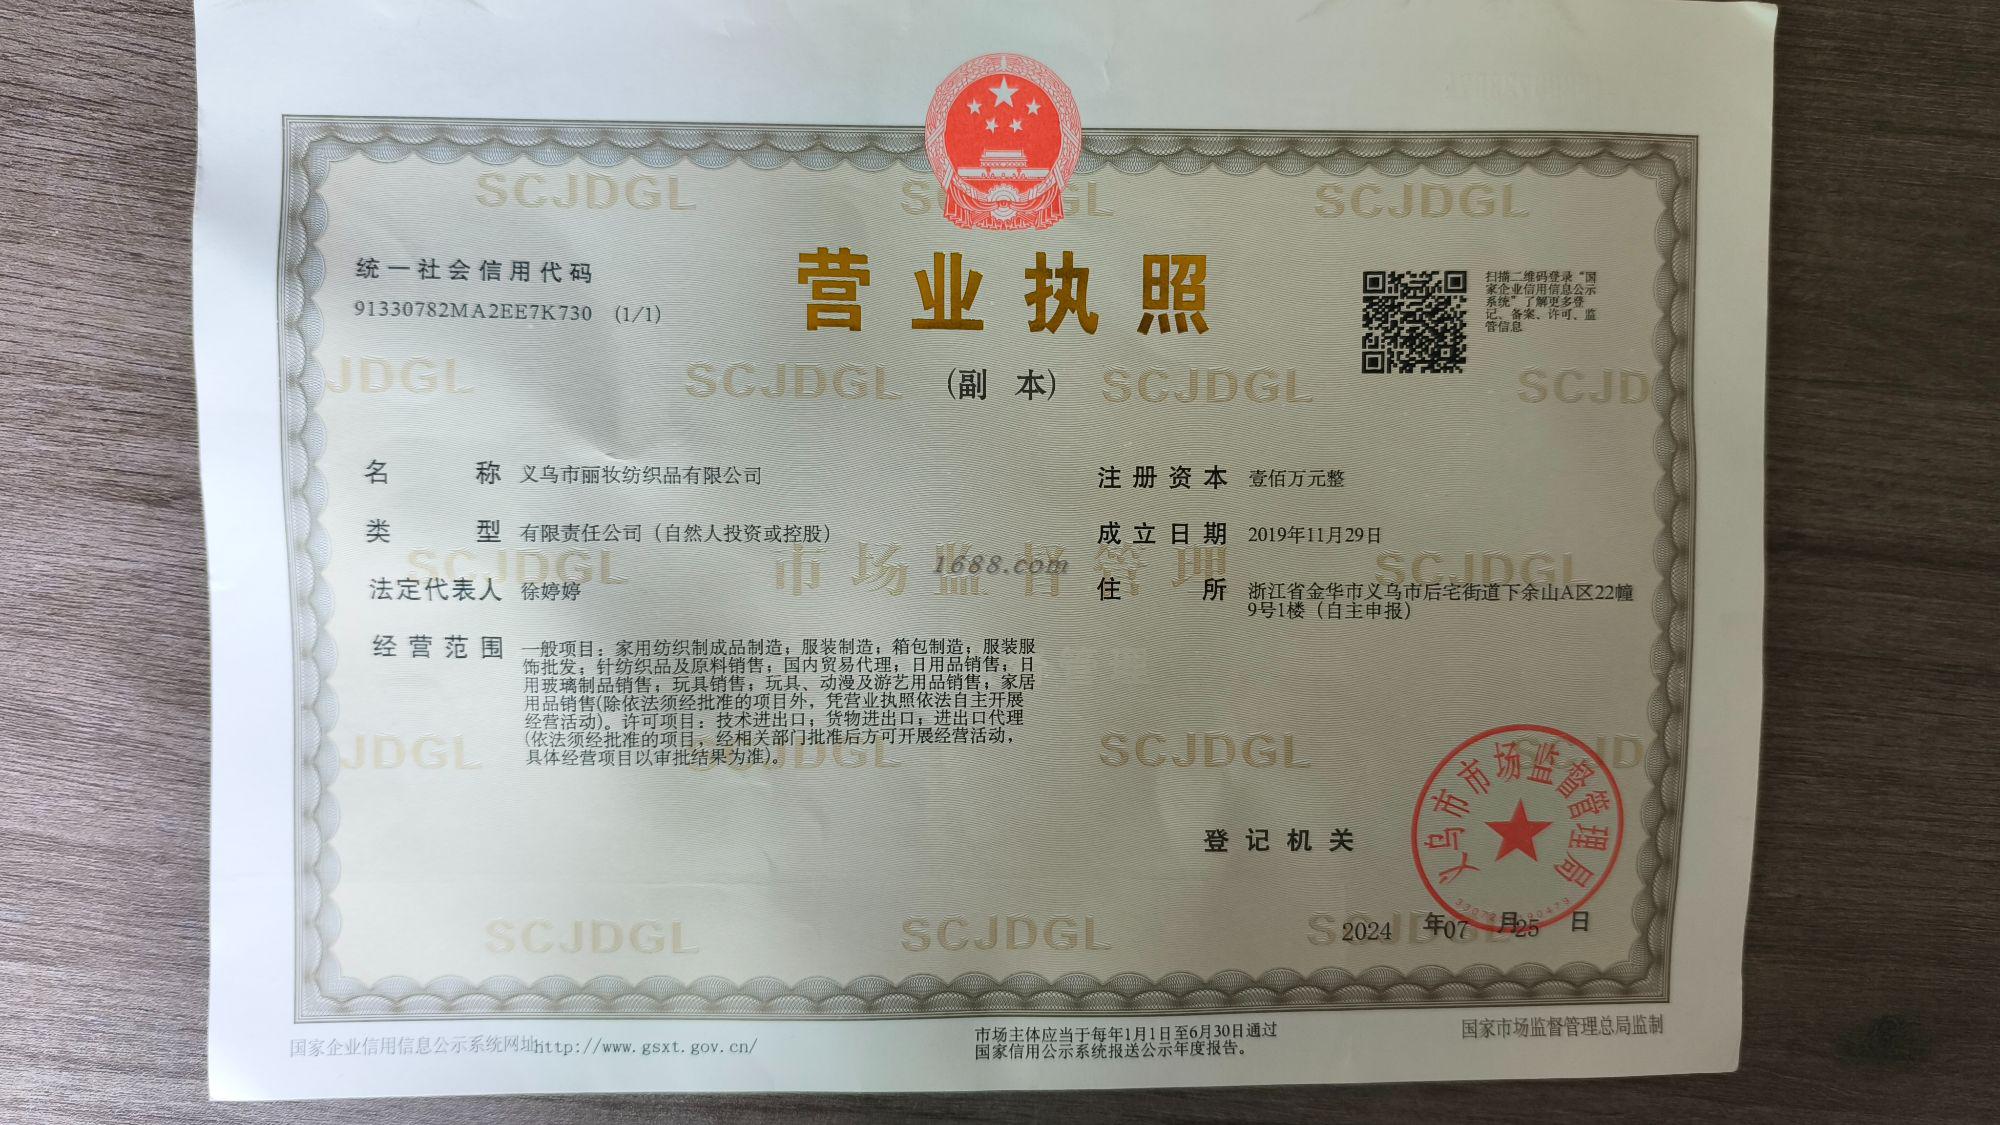 SCJDGL SCJDGL SCJDGL
统一社会信用代码
91330782MA2EE7K730 (1/1)
营业执照
(副 本)
扫描二维码登录“国
家企业信用信息公示
系统”了解更多登
记、备案、许可、监
管信息
JDGL SCJDGL SCJDGL SCJD
名 称 义乌市丽妆纺织品有限公司
类 型 有限责任公司（自然人投资或控股）
法定代表人 徐婷婷
经营范围 一般项目：家用纺织制成品制造；服装制造；箱包制造；服装服
饰批发；针纺织品及原料销售；国内贸易代理；日用品销售；日
用玻璃制品销售；玩具销售；玩具、动漫及游艺用品销售；家居
用品销售(除依法须经批准的项目外，凭营业执照依法自主开展
经营活动)。许可项目：技术进出口；货物进出口；进出口代理
(依法须经批准的项目，经相关部门批准后方可开展经营活动，
具体经营项目以审批结果为准)。
注册资本 壹佰万元整
成立日期 2019年11月29日
住 所 浙江省金华市义乌市后宅街道下余山A区22幢
9号1楼（自主申报）
SCJDGL 市场监督管理 SCJDGL
1688.com
JDGL SCJDGL SCJDGL SCJD
登记机关
义乌市市场监督管理局
2024 年07 月25 日
SCJDGL SCJDGL SCJDGL
国家企业信用信息公示系统网址http://www.gsxt.gov.cn/
市场主体应当于每年1月1日至6月30日通过
国家信用公示系统报送公示年度报告。
国家市场监督管理总局监制